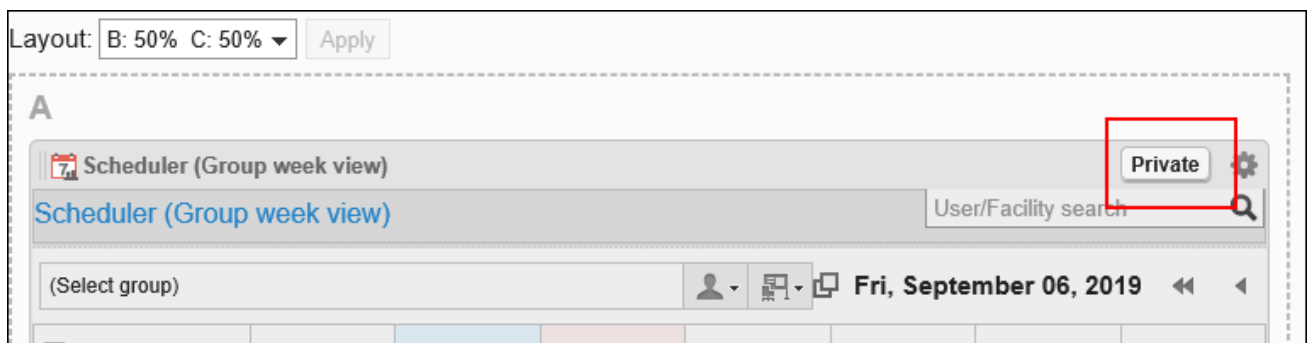 Layout: B: 50% C: 50% Apply
A
7 Scheduler (Group week view) Private
Scheduler (Group week view) User/Facility search
(Select group) Fri, September 06, 2019